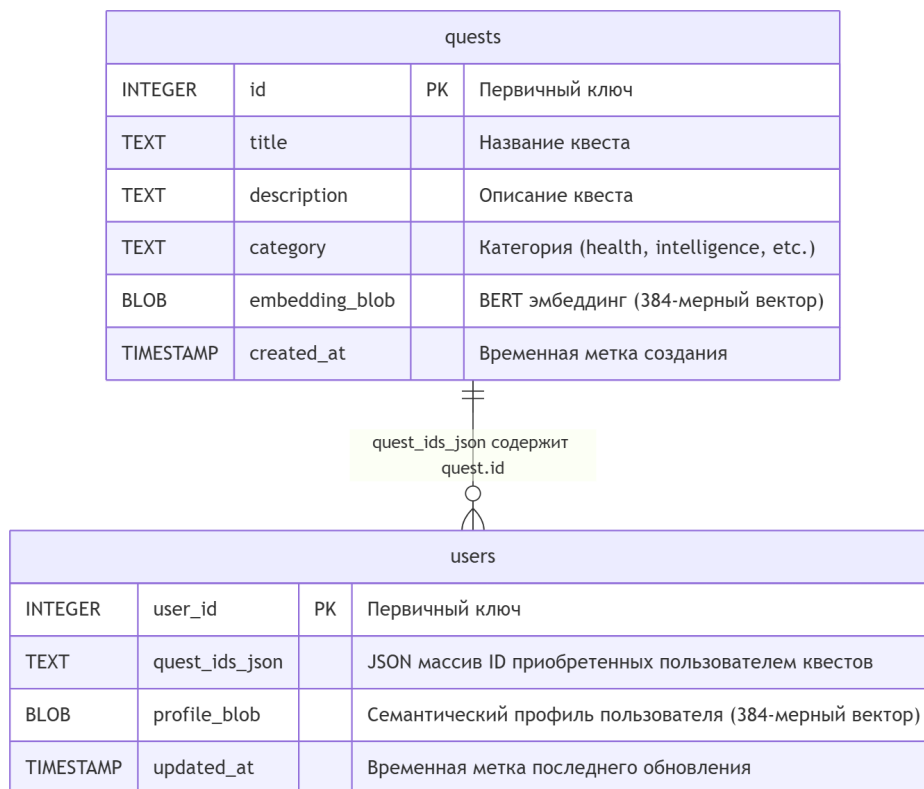 quests
INTEGER id PK Первичный ключ
TEXT title Название квеста
TEXT description Описание квеста
TEXT category Категория (health, intelligence, etc.)
BLOB embedding_blob BERT эмбеддинг (384-мерный вектор)
TIMESTAMP created_at Временная метка создания
quest_ids_json содержит
quest.id
users
INTEGER user_id PK Первичный ключ
TEXT quest_ids_json JSON массив ID приобретенных пользователем квестов
BLOB profile_blob Семантический профиль пользователя (384-мерный вектор)
TIMESTAMP updated_at Временная метка последнего обновления